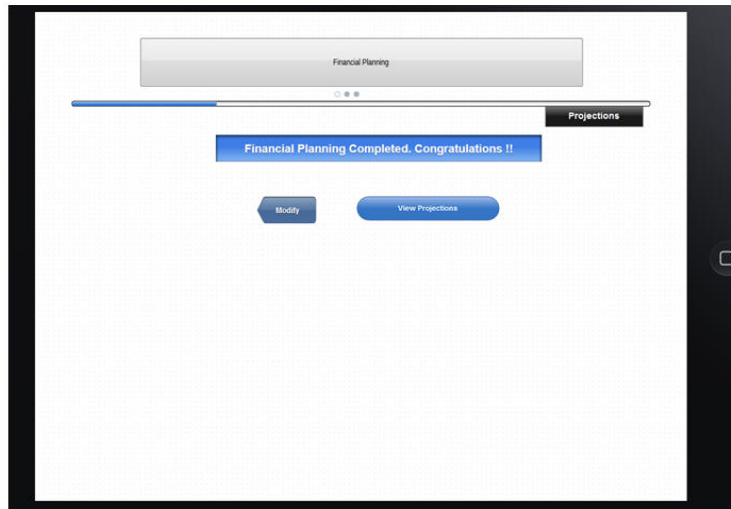 Financial Planning
Projections
Financial Planning Completed. Congratulations !!
Modify
View Projections